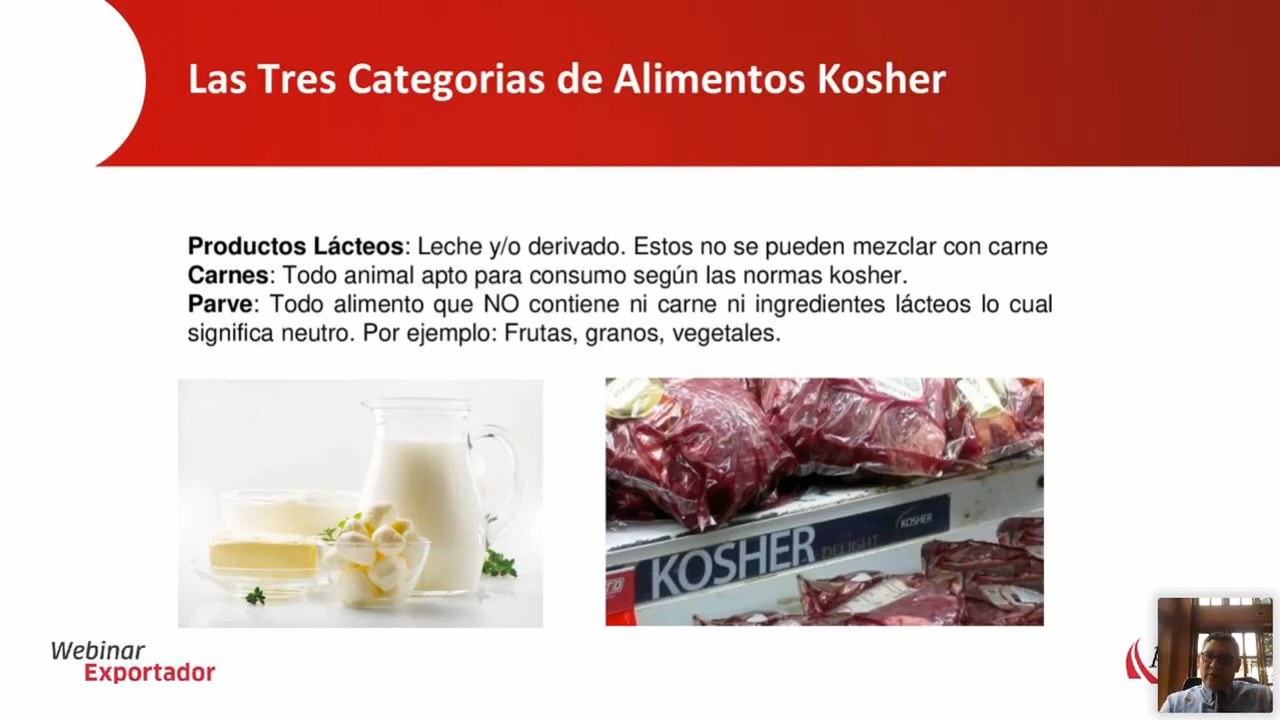 Las Tres Categorias de Alimentos Kosher
Productos Lácteos: Leche y/o derivado. Estos no se pueden mezclar con carne
Carnes: Todo animal apto para consumo según las normas kosher.
Parve: Todo alimento que NO contiene ni carne ni ingredientes lácteos lo cual
significa neutro. Por ejemplo: Frutas, granos, vegetales.
KOSHER
KOSHER
DELIGHT
Webinar
Exportador